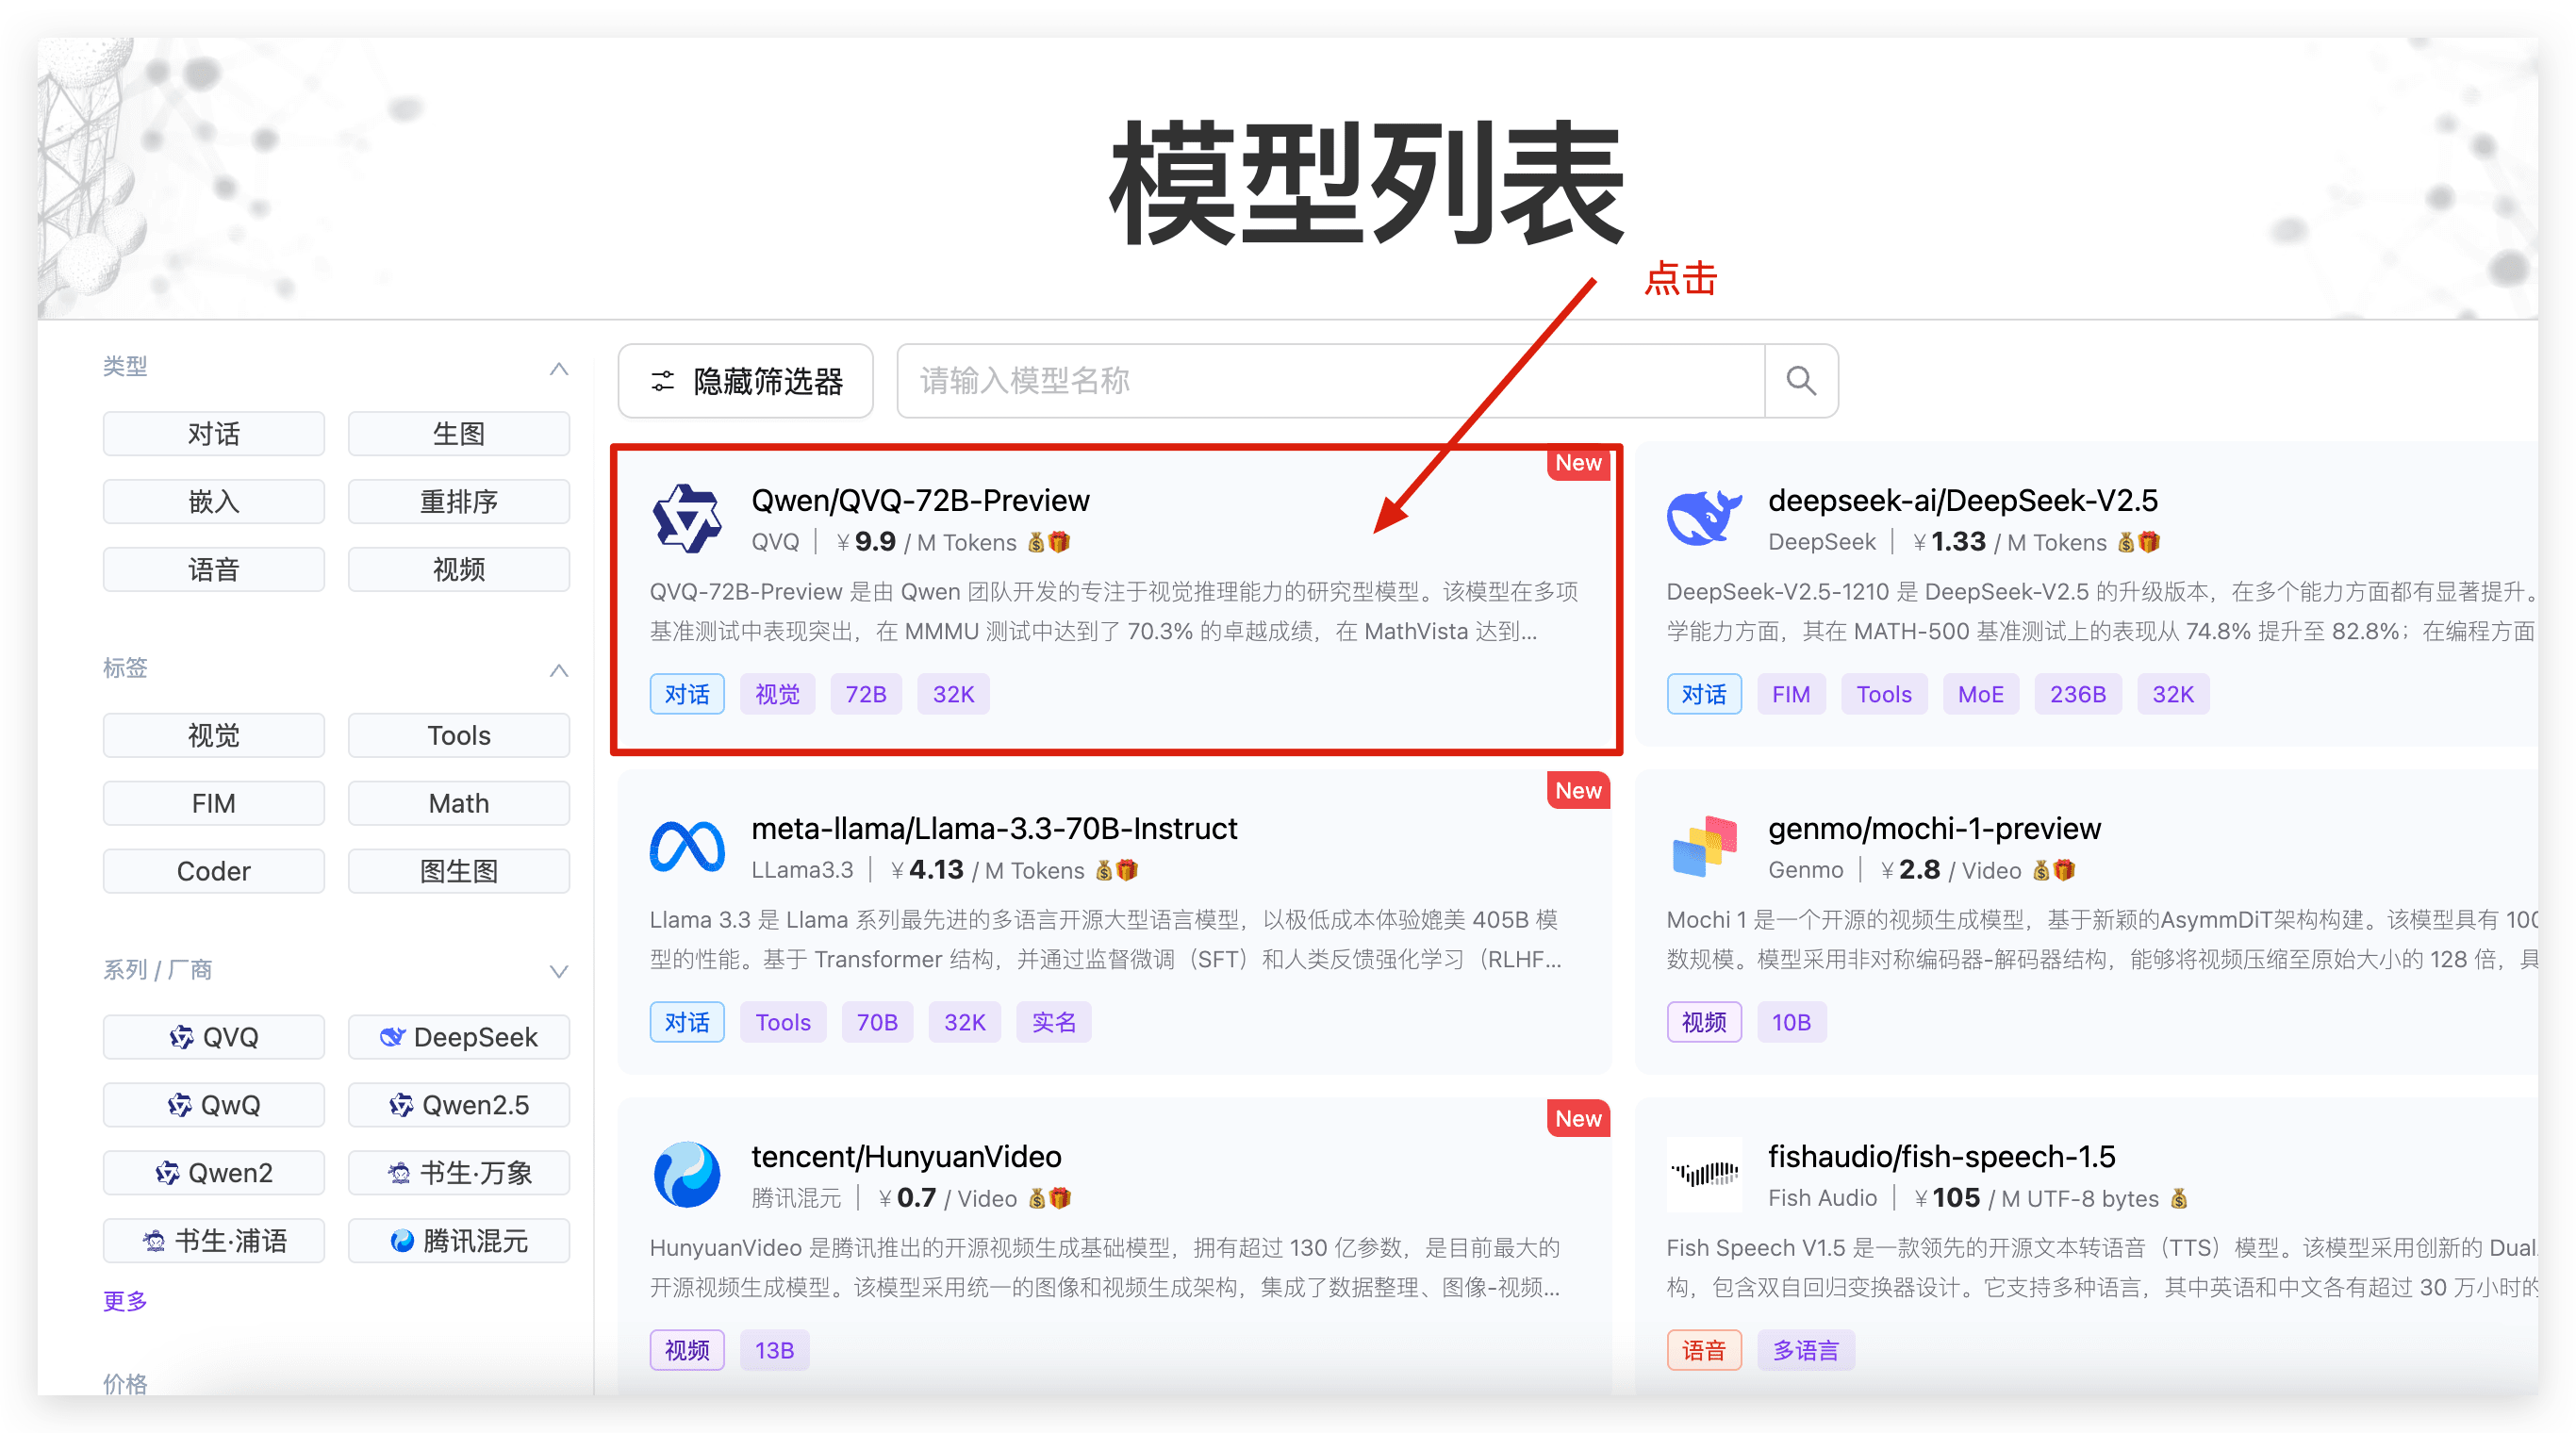 模型列表
点击
类型
对话
生图
嵌入
重排序
语音
视频
标签
视觉
Tools
FIM
Math
Coder
图生图
系列 / 厂商
QVQ
DeepSeek
QwQ
Qwen2.5
Qwen2
书生·万象
书生·浦语
腾讯混元
更多
价格
隐藏筛选器
请输入模型名称
New
Qwen/QVQ-72B-Preview
QVQ | ¥ 9.9 / M Tokens
QVQ-72B-Preview 是由 Qwen 团队开发的专注于视觉推理能力的研究型模型。该模型在多项
基准测试中表现突出，在 MMMU 测试中达到了 70.3% 的卓越成绩，在 MathVista 达到...
对话 视觉 72B 32K
deepseek-ai/DeepSeek-V2.5
DeepSeek | ¥ 1.33 / M Tokens
DeepSeek-V2.5-1210 是 DeepSeek-V2.5 的升级版本，在多个能力方面都有显著提升。
学能力方面，其在 MATH-500 基准测试上的表现从 74.8% 提升至 82.8%；在编程方面
对话 FIM Tools MoE 236B 32K
New
meta-llama/Llama-3.3-70B-Instruct
LLama3.3 | ¥ 4.13 / M Tokens
Llama 3.3 是 Llama 系列最先进的多语言开源大型语言模型，以极低成本体验媲美 405B 模
型的性能。基于 Transformer 结构，并通过监督微调（SFT）和人类反馈强化学习（RLHF...
对话 Tools 70B 32K 实名
genmo/mochi-1-preview
Genmo | ¥ 2.8 / Video
Mochi 1 是一个开源的视频生成模型，基于新颖的AsymmDiT架构构建。该模型具有 100
数规模。模型采用非对称编码器-解码器结构，能够将视频压缩至原始大小的 128 倍，具
视频 10B
New
tencent/HunyuanVideo
腾讯混元 | ¥ 0.7 / Video
HunyuanVideo 是腾讯推出的开源视频生成基础模型，拥有超过 130 亿参数，是目前最大的
开源视频生成模型。该模型采用统一的图像和视频生成架构，集成了数据整理、图像-视频...
视频 13B
fishaudio/fish-speech-1.5
Fish Audio | ¥ 105 / M UTF-8 bytes
Fish Speech V1.5 是一款领先的开源文本转语音（TTS）模型。该模型采用创新的 Dual
构，包含双自回归变换器设计。它支持多种语言，其中英语和中文各有超过 30 万小时的
语音 多语言